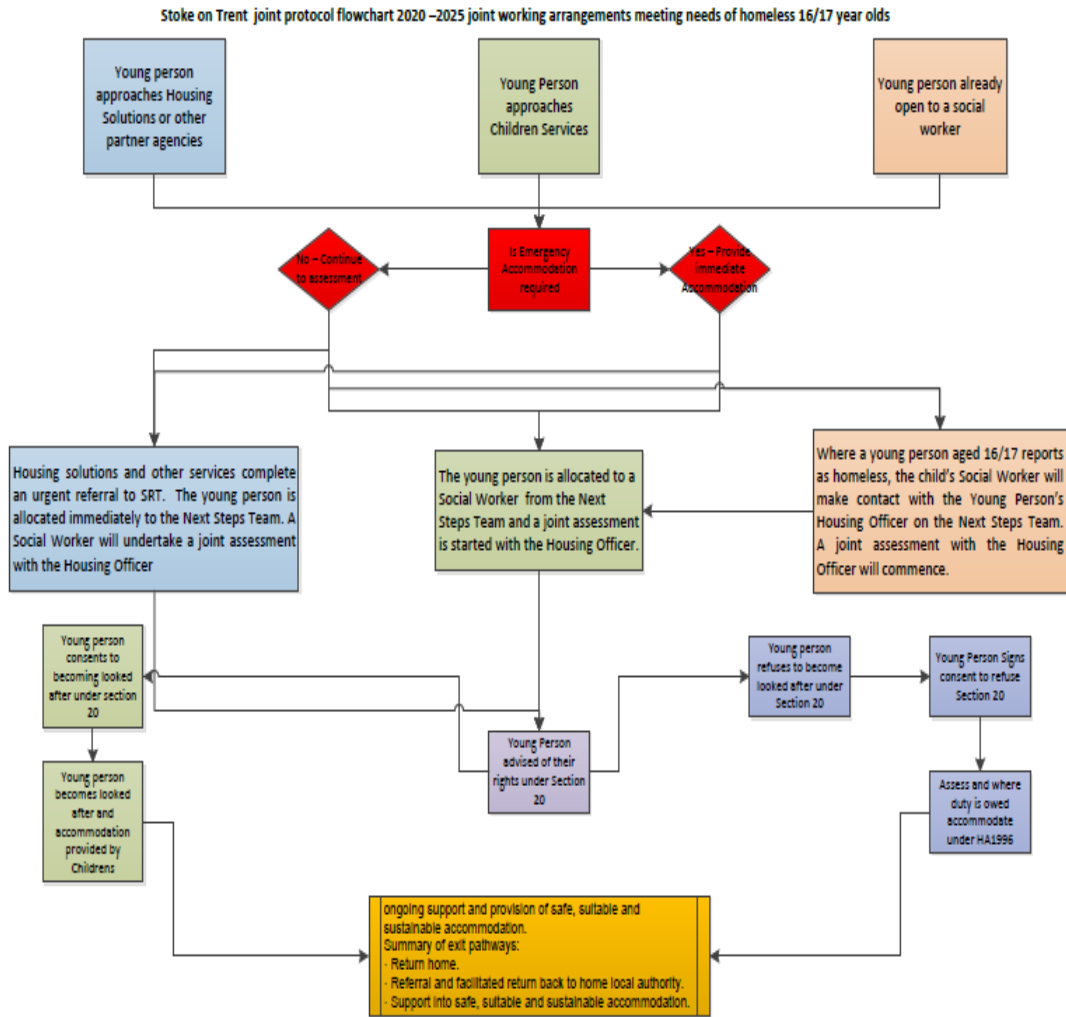 Stoke on Trent joint protocol flowchart 2020 –2025 joint working arrangements meeting needs of homeless 16/17 year olds
Young person
approaches Housing
Solutions or other
partner agencies
Young Person
approaches
Children Services
Young person already
open to a social
worker
No – Continue
to assessment
Is Emergency
Accommodation
required
Yes – Provide
immediate
Accommodation
Housing solutions and other services complete
an urgent referral to SRT. The young person is
allocated immediately to the Next Steps Team. A
Social Worker will undertake a joint assessment
with the Housing Officer
The young person is allocated to a
Social Worker from the Next
Steps Team and a joint assessment
is started with the Housing Officer.
Where a young person aged 16/17 reports
as homeless, the child's Social Worker will
make contact with the Young Person's
Housing Officer on the Next Steps Team.
A joint assessment with the Housing
Officer will commence.
Young person
consents to
becoming looked
after under section
20
Young person
refuses to become
looked after under
Section 20
Young Person Signs
consent to refuse
Section 20
Young Person
advised of their
rights under Section
20
Young person
becomes looked
after and
accommodation
provided by
Childrens
Assess and where
duty is owed
accommodate
under HA1996
ongoing support and provision of safe, suitable and
sustainable accommodation.
Summary of exit pathways:
· Return home.
· Referral and facilitated return back to home local authority.
· Support into safe, suitable and sustainable accommodation.